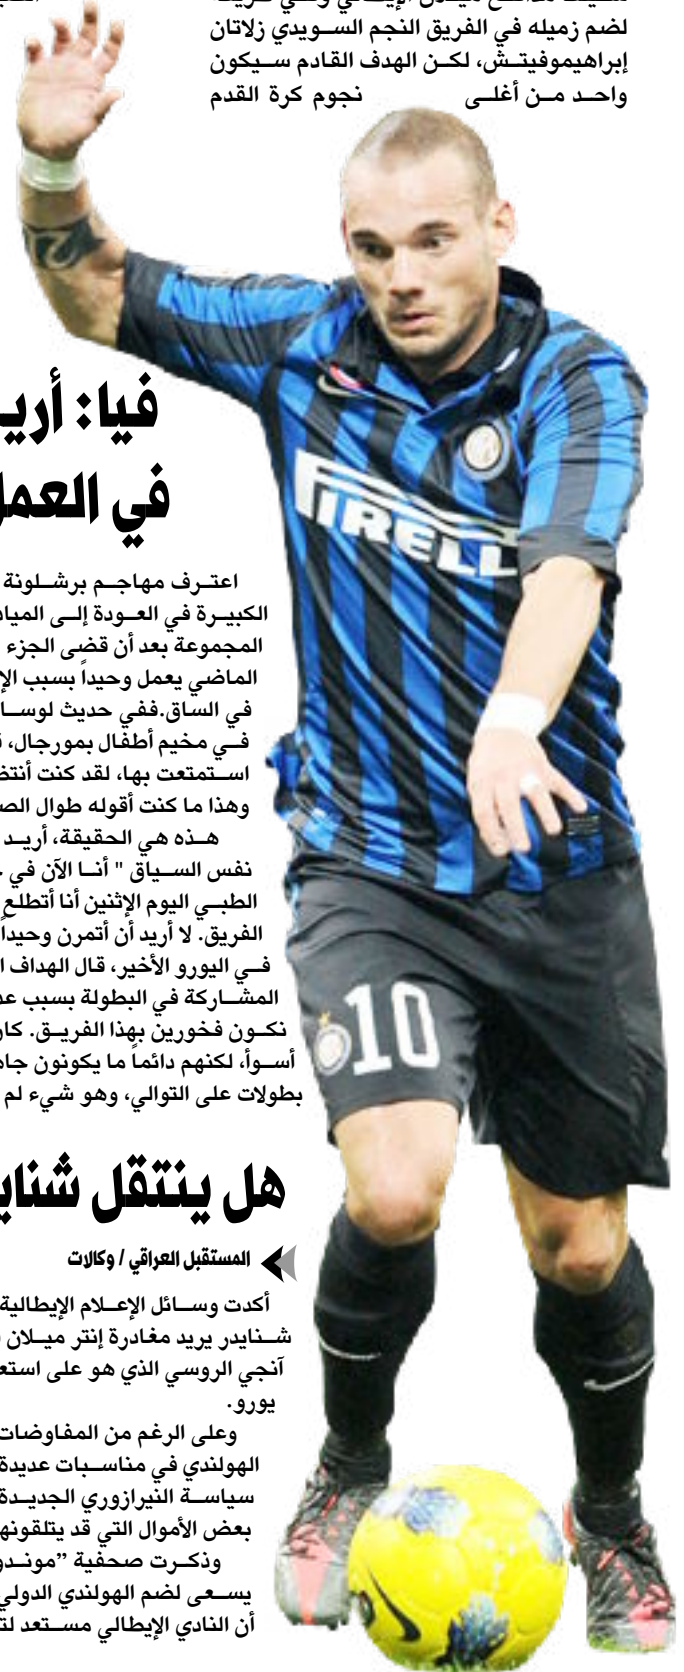 لضم زميله في الفريق النجم السويدي زلاتان
إبراهيموفيتش، لكن الهدف القادم سيكون
واحد من أغلى نجوم كرة القدم
فيا: أريـ
في العمل
اعترف مهاجم برشلونة
الكبيرة في العودة إلى الميا
المجموعة بعد أن قضى الجزء
الماضي يعمل وحيداً بسبب الإ
في الساق.ففي حديث لوسا
في مخيم أطفال بمورجال، ق
استمتعت بها، لقد كنت أنتظ
وهذا ما كنت أقوله طوال الص
هذه هي الحقيقة، أريد
نفس السياق " أنا الآن في
الطبي اليوم الإثنين أنا أتطلع
الفريق. لا أريد أن أتمرن وحيداً
في اليورو الأخير، قال الهداف ا
المشاركة في البطولة بسبب عد
نكون فخورين بهذا الفريق. كان
أسوأ، لكنهم دائماً ما يكونون جا
بطولات على التوالي، وهو شيء لم
هل ينتقل شناي
المستقبل العراقي / وكالات
أكدت وسائل الإعلام الإيطالية
شنايدر يريد مغادرة إنتر ميلان
آنجي الروسي الذي هو على استع
يورو.
وعلى الرغم من المفاوضات
الهولندي في مناسبات عديدة
سياسة النيرازوري الجديدة
بعض الأموال التي قد يتلقونه
وذكرت صحفية ”موندو
يسعى لضم الهولندي الدولي
أن النادي الإيطالي مستعد لت
PIRELLI
10